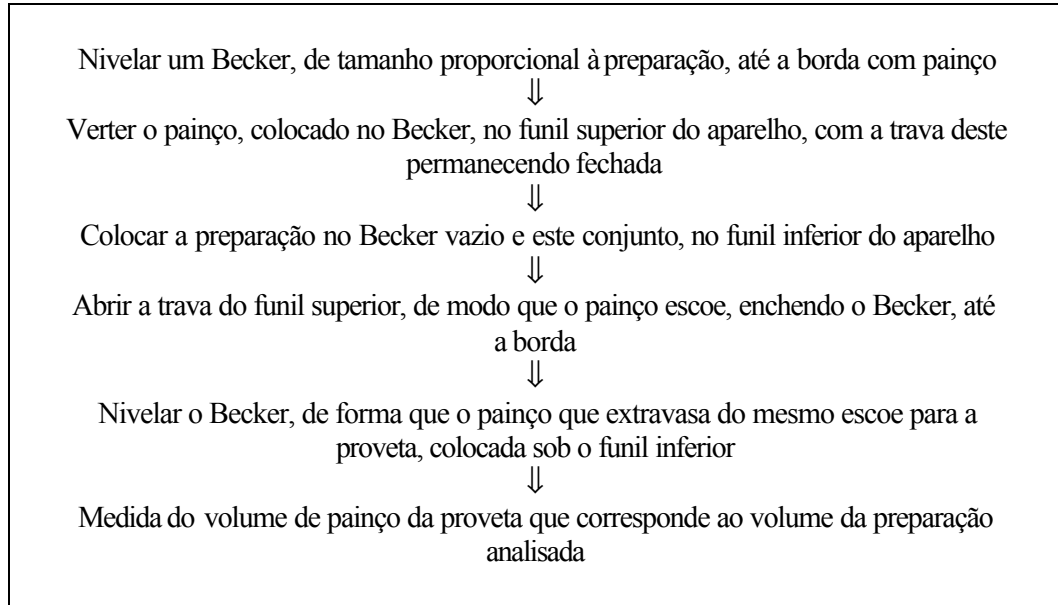 Nivelar um Becker, de tamanho proporcional à preparação, até a borda com painço
⇓
Verter o painço, colocado no Becker, no funil superior do aparelho, com a trava deste
permanecendo fechada
⇓
Colocar a preparação no Becker vazio e este conjunto, no funil inferior do aparelho
⇓
Abrir a trava do funil superior, de modo que o painço escoe, enchendo o Becker, até
a borda
⇓
Nivelar o Becker, de forma que o painço que extravasa do mesmo escoe para a
proveta, colocada sob o funil inferior
⇓
Medida do volume de painço da proveta que corresponde ao volume da preparação
analisada